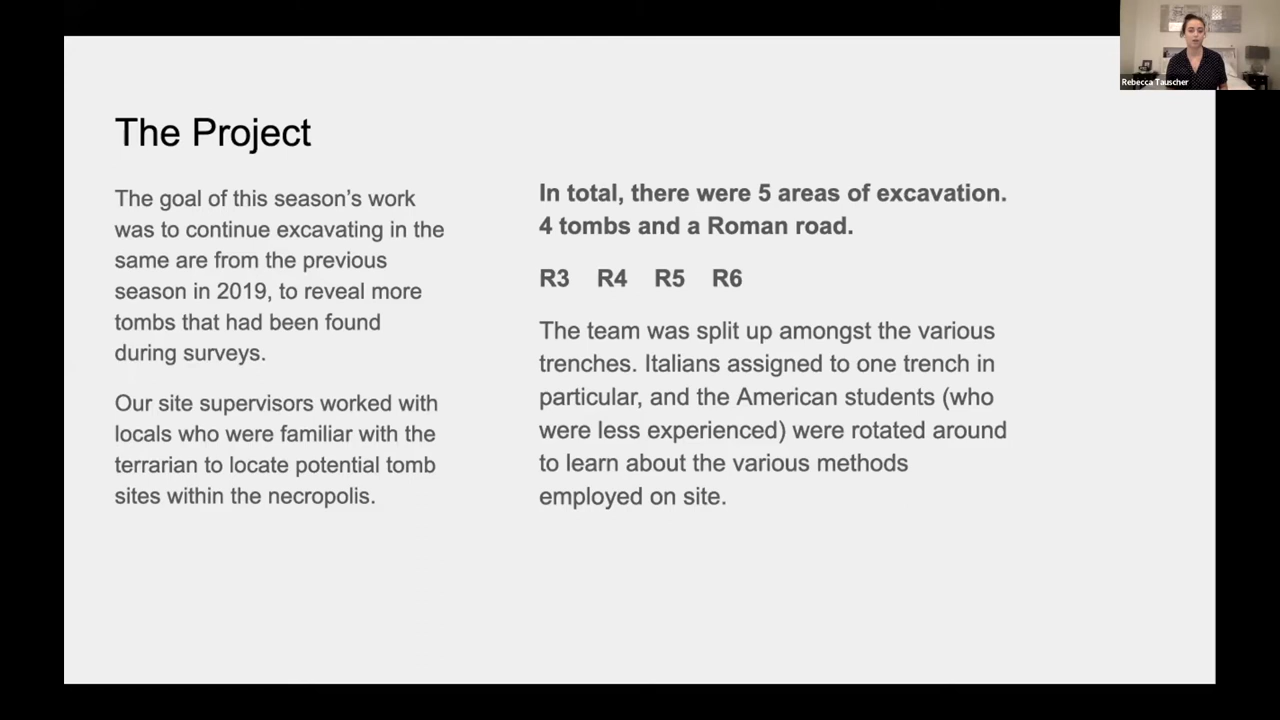 Rebecca Tauscher
The Project
The goal of this season's work
was to continue excavating in the
same are from the previous
season in 2019, to reveal more
tombs that had been found
during surveys.
Our site supervisors worked with
locals who were familiar with the
terrarian to locate potential tomb
sites within the necropolis.
In total, there were 5 areas of excavation.
4 tombs and a Roman road.
R3 R4 R5 R6
The team was split up amongst the various
trenches. Italians assigned to one trench in
particular, and the American students (who
were less experienced) were rotated around
to learn about the various methods
employed on site.